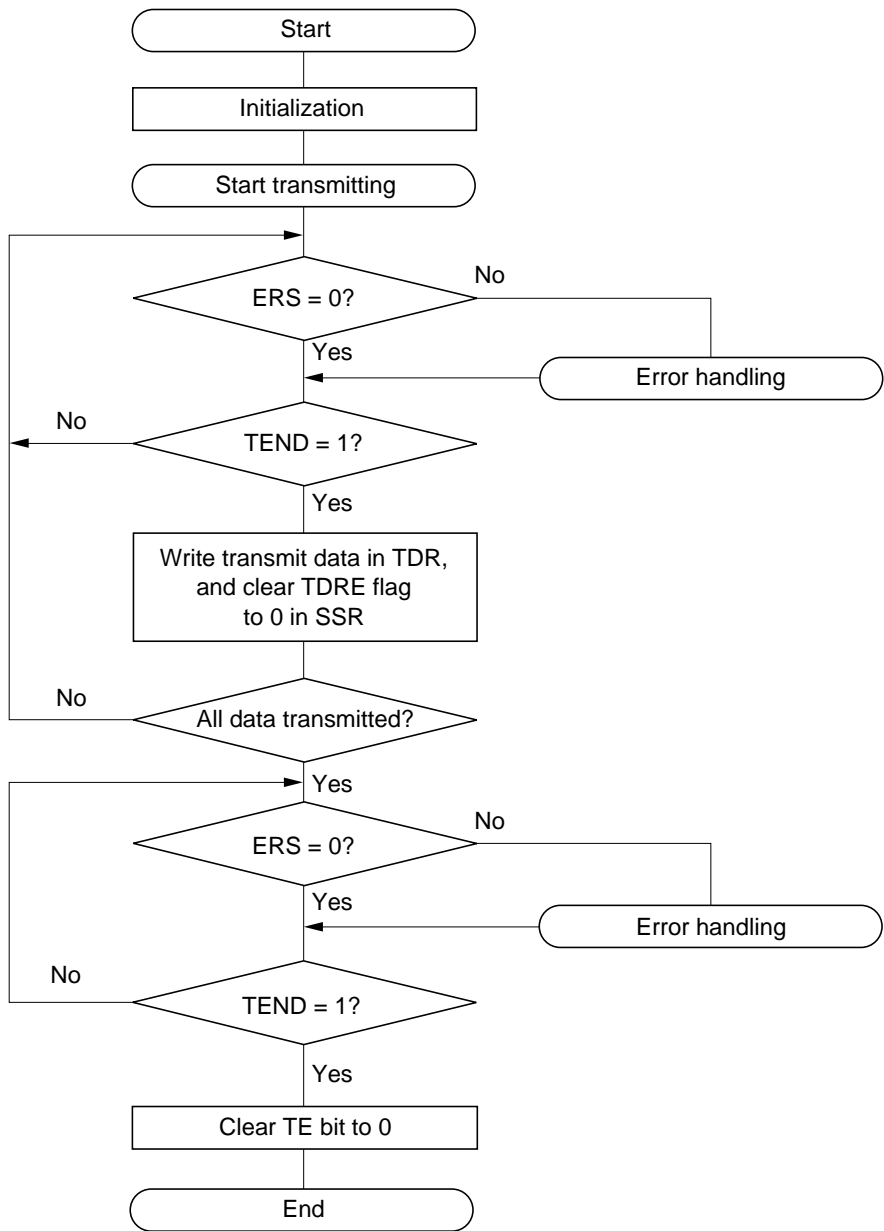 Start
Initialization
Start transmitting
No
ERS = 0?
Yes
Error handling
No
TEND = 1?
Yes
Write transmit data in TDR,
and clear TDRE flag
to 0 in SSR
No
All data transmitted?
Yes
No
ERS = 0?
Yes
Error handling
No
TEND = 1?
Yes
Clear TE bit to 0
End